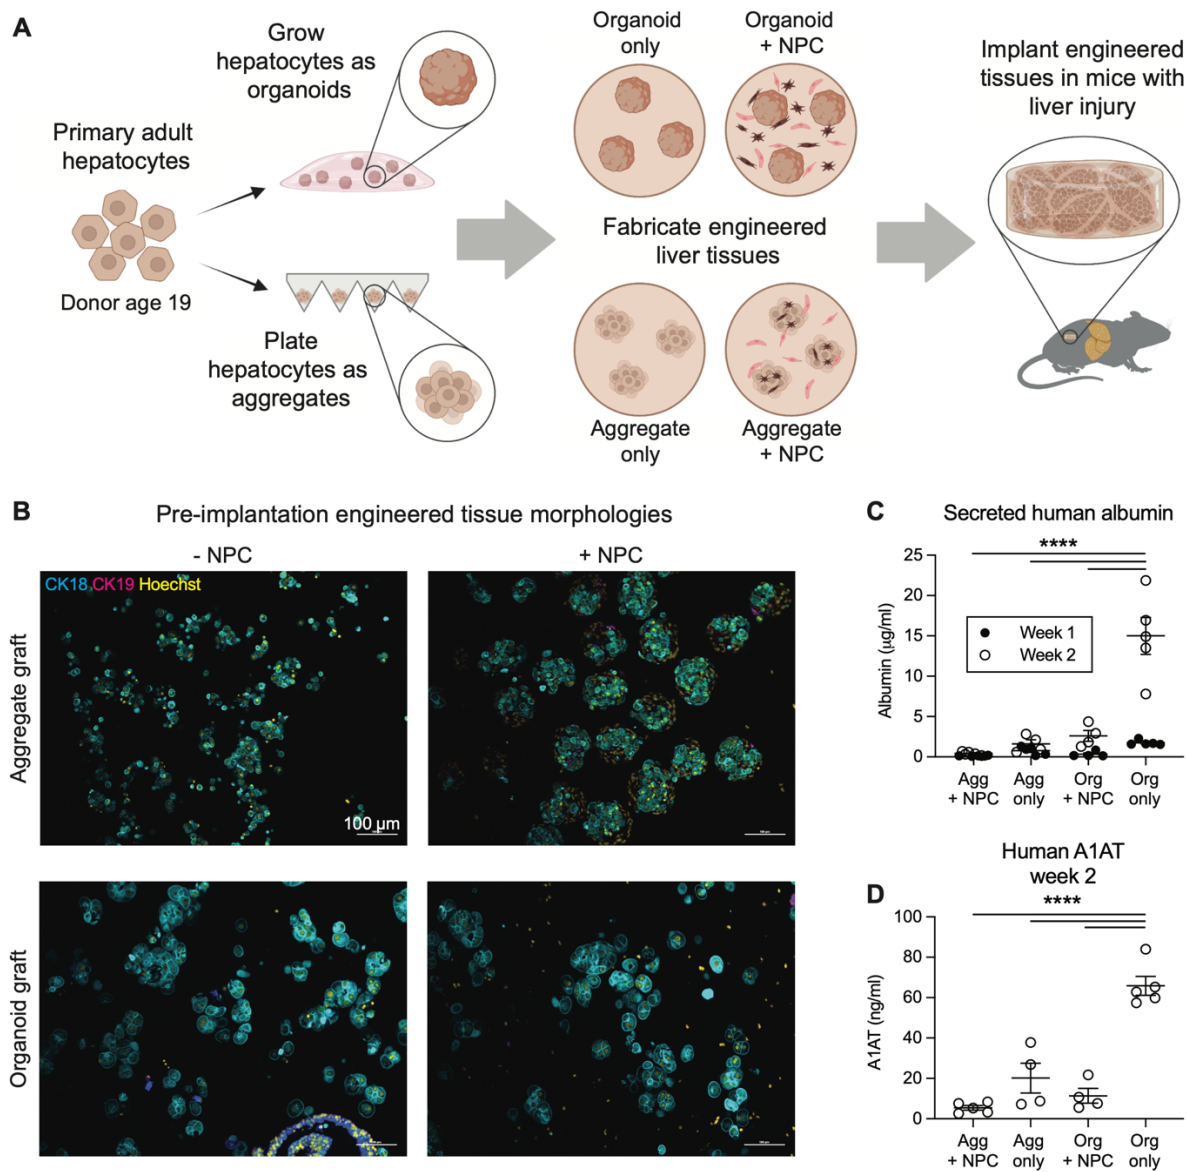 A
Grow
hepatocytes as
organoids
Primary adult
hepatocytes
Donor age 19
Plate
hepatocytes as
aggregates
Organoid
only
Organoid
+ NPC
Fabricate engineered
liver tissues
Aggregate
only
Aggregate
+ NPC
Implant engineered
tissues in mice with
liver injury
B
Pre-implantation engineered tissue morphologies
- NPC
+ NPC
CK18 CK19 Hoechst
Aggregate graft
100 µm
Organoid graft
C
Secreted human albumin
****
Albumin (µg/ml)
25
20
15
10
5
0
Week 1
Week 2
Agg
+ NPC
Agg
only
Org
+ NPC
Org
only
Human A1AT
week 2
D
****
A1AT (ng/ml)
100
80
60
40
20
0
Agg
+ NPC
Agg
only
Org
+ NPC
Org
only